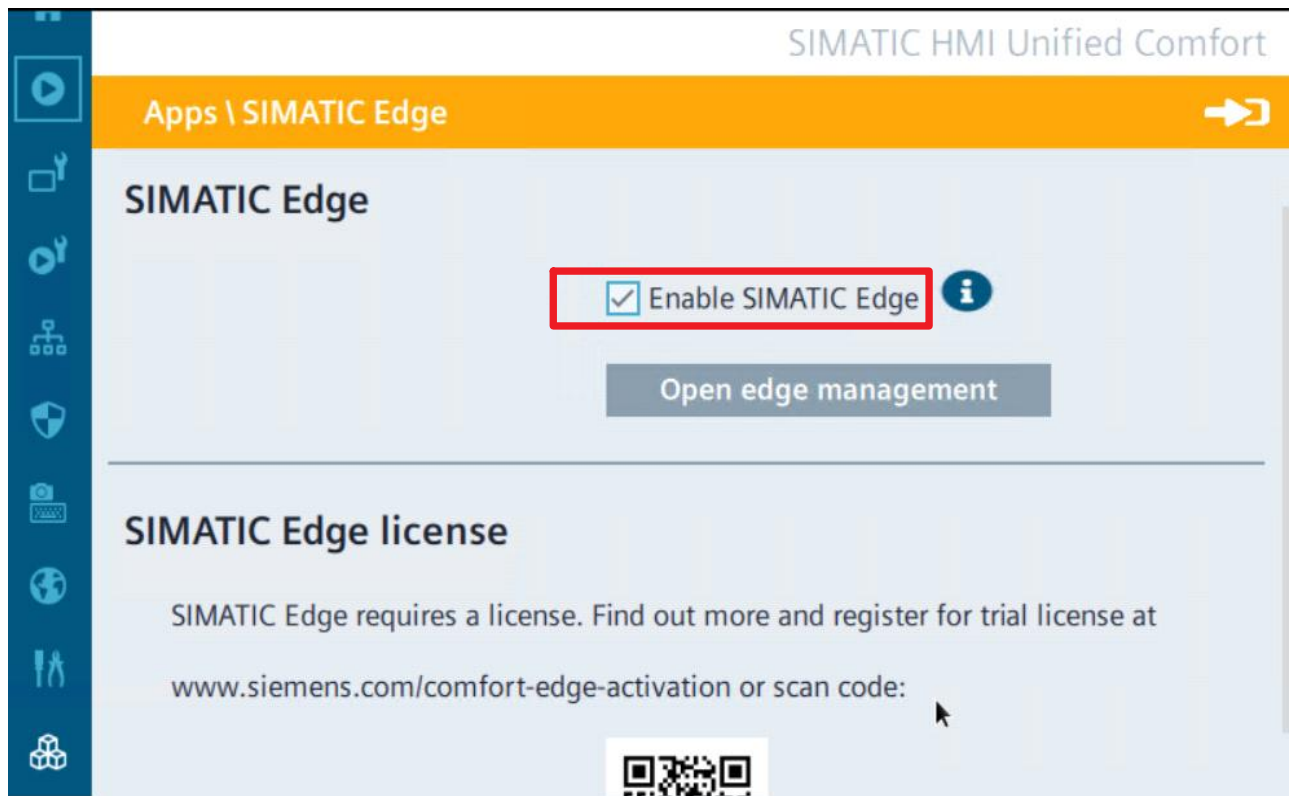 SIMATIC HMI Unified Comfort
Apps \ SIMATIC Edge
SIMATIC Edge
Enable SIMATIC Edge
Open edge management
SIMATIC Edge license
SIMATIC Edge requires a license. Find out more and register for trial license at
www.siemens.com/comfort-edge-activation or scan code: